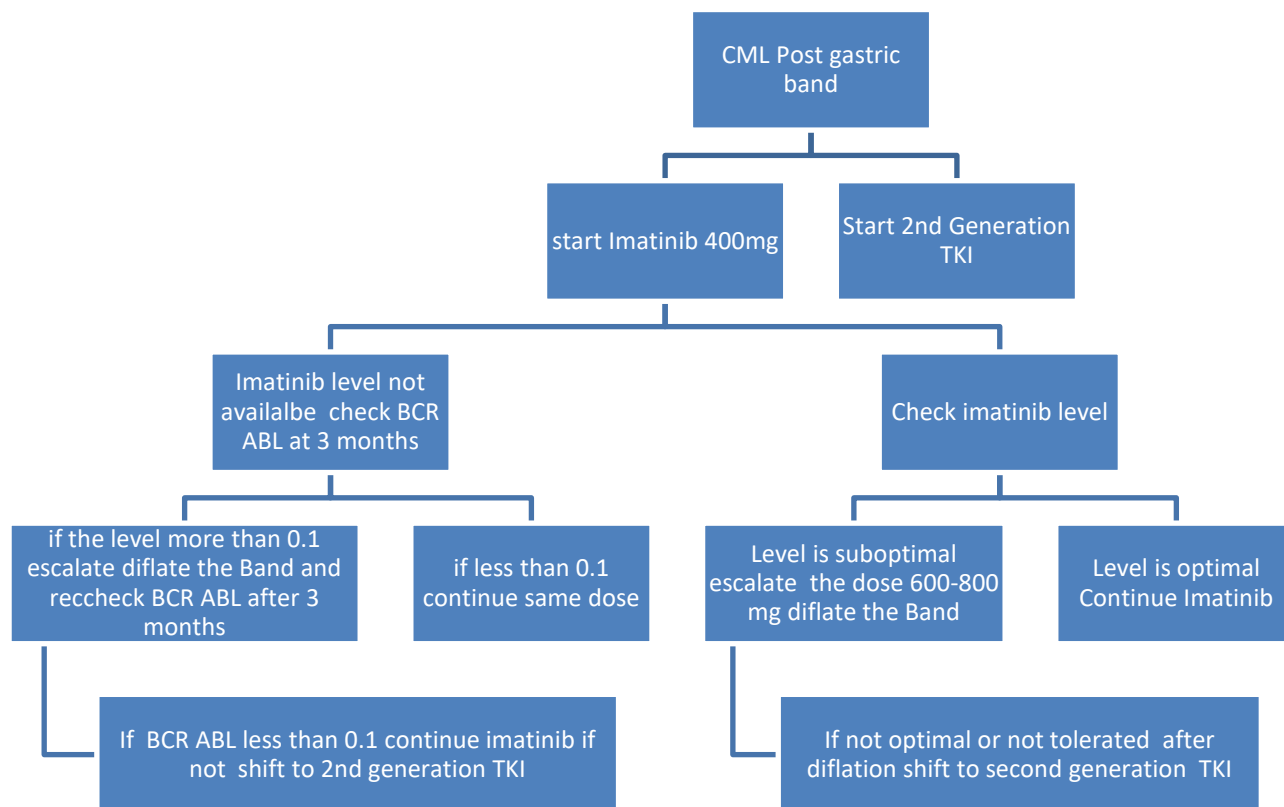 CML Post gastric
band
start Imatinib 400mg
Start 2nd Generation
TKI
Imatinib level not
availalbe check BCR
ABL at 3 months
Check imatinib level
if the level more than 0.1
escalate diflate the Band and
reccheck BCR ABL after 3
months
if less than 0.1
continue same dose
Level is suboptimal
escalate the dose 600-800
mg diflate the Band
Level is optimal
Continue Imatinib
If BCR ABL less than 0.1 continue imatinib if
not shift to 2nd generation TKI
If not optimal or not tolerated after
diflation shift to second generation TKI